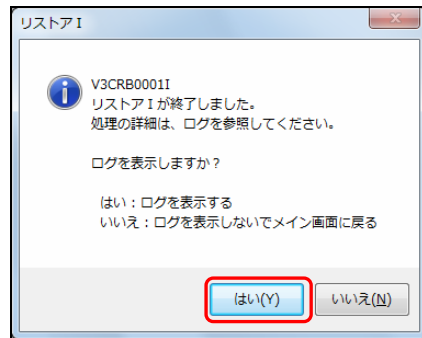 リストア I
V3CRB0001I
リストア I が終了しました。
処理の詳細は、ログを参照してください。
ログを表示しますか？
はい：ログを表示する
いいえ：ログを表示しないでメイン画面に戻る
はい(Y) いいえ(N)